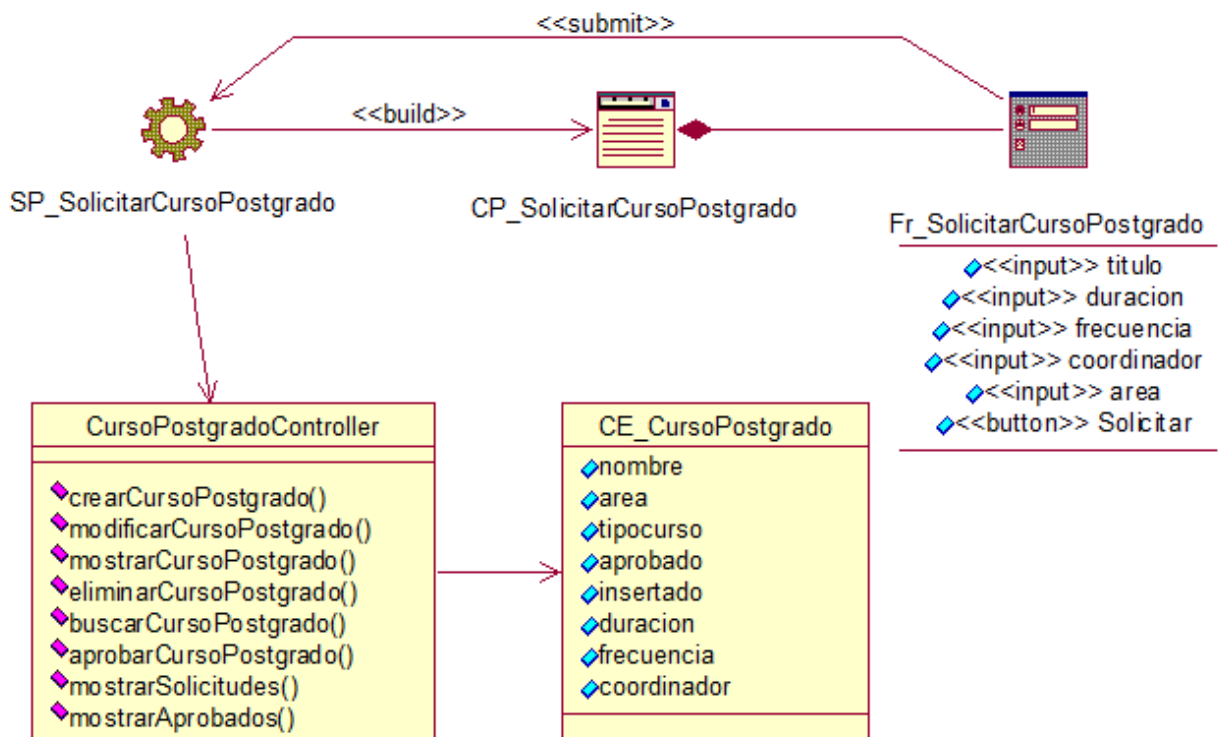 <<submit>>
<<build>>
SP_SolicitarCursoPostgrado
CP_SolicitarCursoPostgrado
Fr_SolicitarCursoPostgrado
<<input>> titulo
<<input>> duracion
<<input>> frecuencia
<<input>> coordinador
<<input>> area
<<button>> Solicitar
CursoPostgradoController
crearCursoPostgrado()
modificarCursoPostgrado()
mostrarCursoPostgrado()
eliminarCursoPostgrado()
buscarCursoPostgrado()
aprobarCursoPostgrado()
mostrarSolicitudes()
mostrarAprobados()
CE_CursoPostgrado
nombre
area
tipocurso
aprobado
insertado
duracion
frecuencia
coordinador